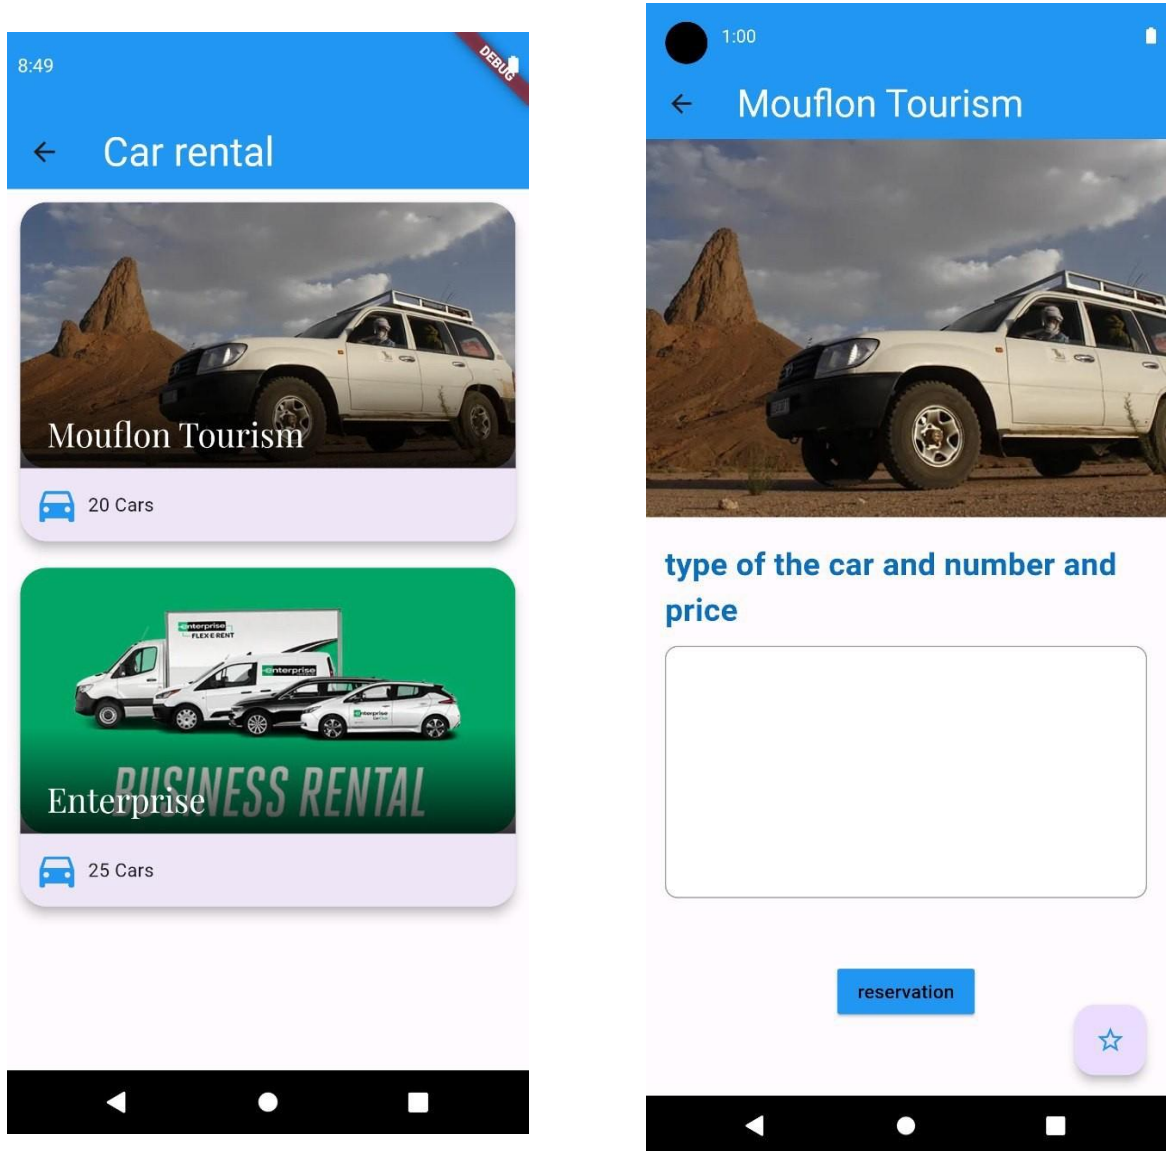 8:49
DEBUG
Car rental
Mouflon Tourism
20 Cars
enterprise
FLEX-E-RENT
enterprise
enterprise
BUSINESS RENTAL
Enterprise
25 Cars
1:00
Mouflon Tourism
type of the car and number and
price
reservation